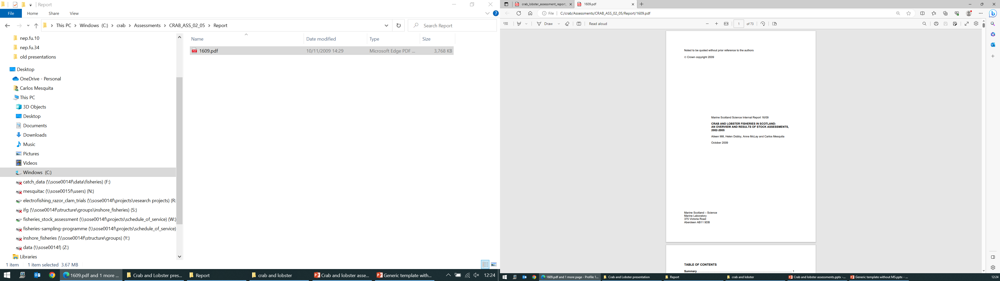 Report
File
Home
Share
View
This PC
Windows (C:)
crab
Assessments
CRAB_ASS_02_05
Report
Search Report
nep.fu.10
nep.fu.34
old presentations
Desktop
OneDrive - Personal
Carlos Mesquita
This PC
3D Objects
Desktop
Documents
Downloads
Music
Pictures
Videos
Windows (C:)
catch_data (\\sose0014f\data\fisheries) (F:)
mesquitac (\\sose0015f\users) (N:)
electrofishing_razor_clam_trials (\\sose0014f\projects\research projects) (R:
ifg (\\sose0014f\structure\groups\inshore_fisheries) (S:)
fisheries_stock_assessment (\\sose0014f\projects\schedule_of_service) (W:)
fisheries-sampling-programme (\\sose0014f\projects\schedule_of_service)
inshore_fisheries (\\sose0014f\structure\groups) (Y:)
data (\\sose0014f) (Z:)
Libraries
Name Date modified Type Size
1609.pdf 10/11/2009 14:29 Microsoft Edge PDF ... 3,768 KB
1 item 1 item selected 3.67 MB
1609.pdf and 1 more ...
Crab and Lobster pres...
Report
crab and lobster
Crab and lobster asse...
Generic template with...
12:24
crab_lobster_assessment_report_
1609.pdf
File
C:/crab/Assessments/CRAB_ASS_02_05/Report/1609.pdf
Draw
Read aloud
1 of 73
Noted to be quoted without prior reference to the authors
© Crown copyright 2009
Marine Scotland Science Internal Report 16/09
CRAB AND LOBSTER FISHERIES IN SCOTLAND:
AN OVERVIEW AND RESULTS OF STOCK ASSESSMENTS,
2002-2005
Aileen Mill, Helen Dobby, Anne McLay and Carlos Mesquita
October 2009
Marine Scotland – Science
Marine Laboratory
375 Victoria Road
Aberdeen AB11 9DB
TABLE OF CONTENTS
Summary 1
1609.pdf and 1 more page - Profile 1...
Crab and Lobster presentation
Report
crab and lobster
Crab and lobster assessments.pptx -...
Generic template without MS.pptx - ...
12:24